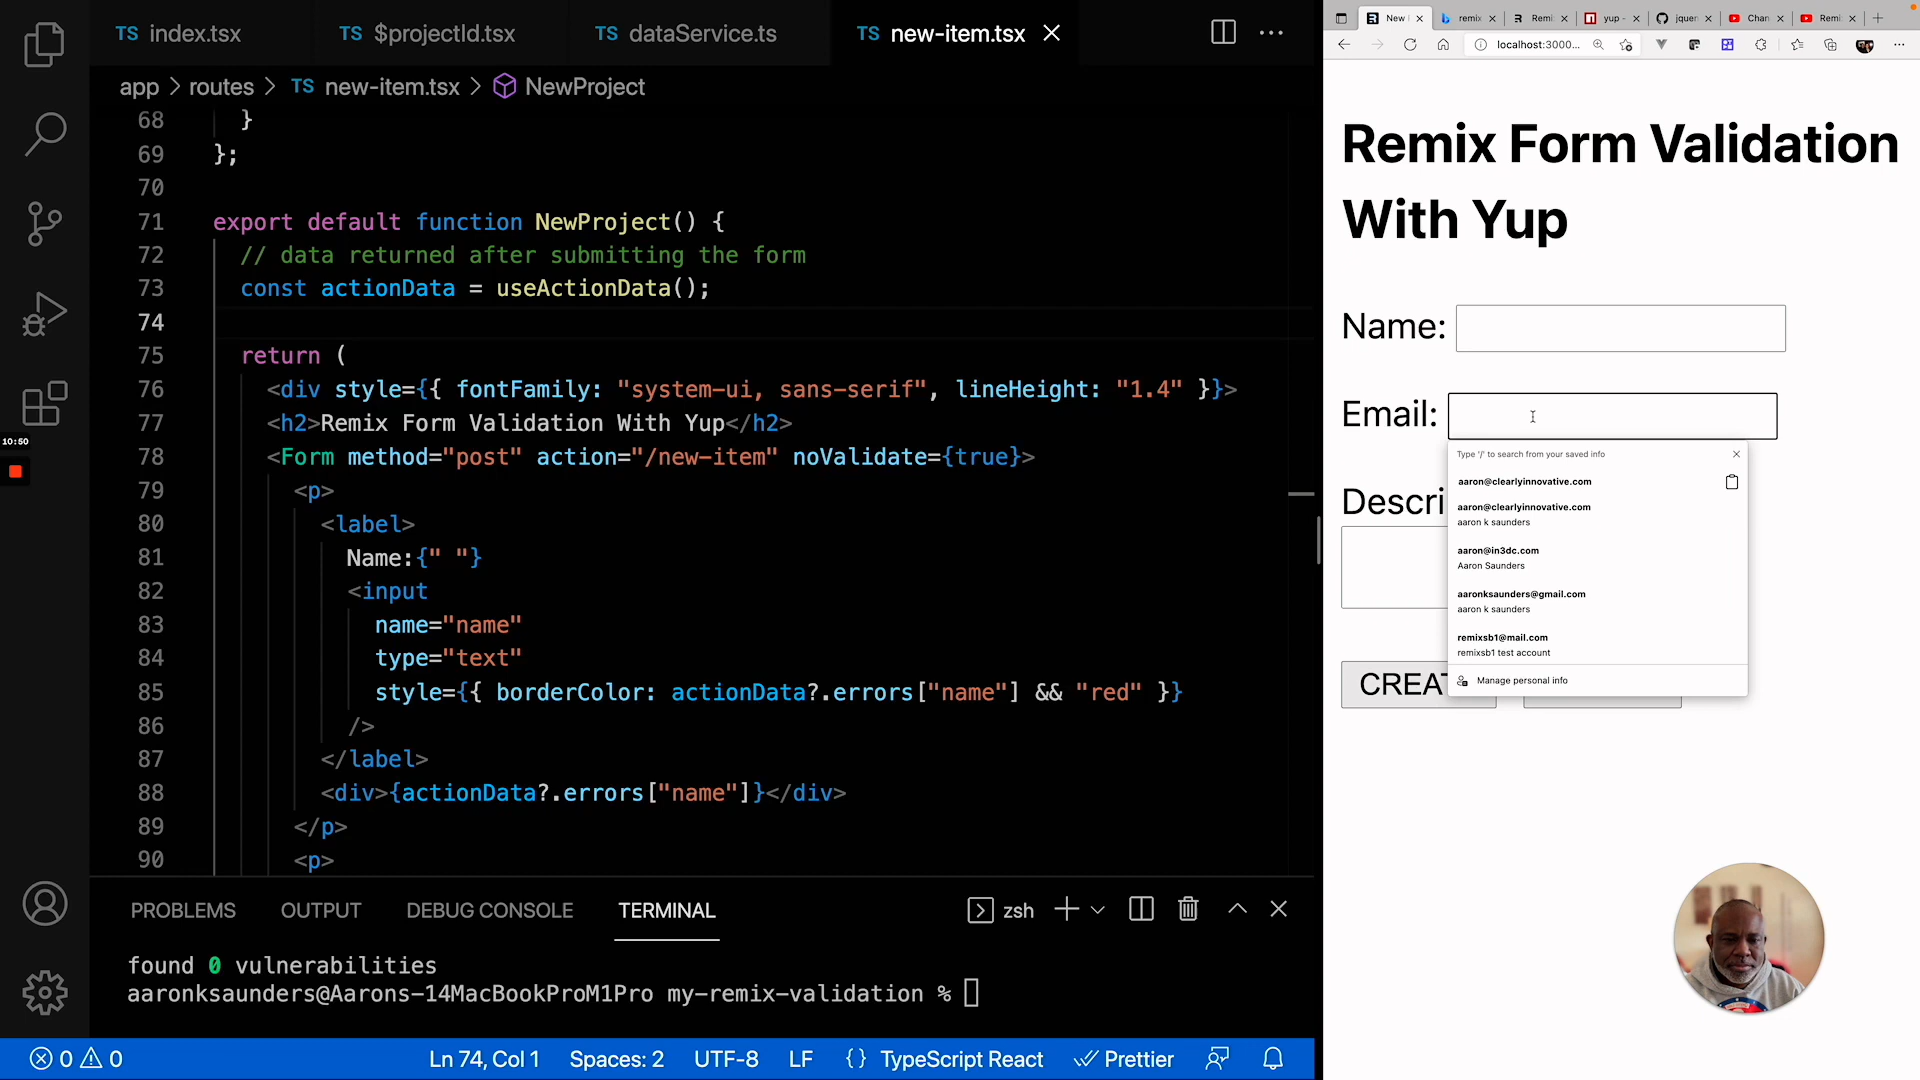 TS index.tsx
TS $projectId.tsx
TS dataService.ts
TS new-item.tsx
app > routes > TS new-item.tsx > NewProject
68 }
69 };
70
71 export default function NewProject() {
72 // data returned after submitting the form
73 const actionData = useActionData();
74
75 return (
76 <div style={{ fontFamily: "system-ui, sans-serif", lineHeight: "1.4" }}>
77 <h2>Remix Form Validation With Yup</h2>
78 <Form method="post" action="/new-item" noValidate={true}>
79 <p>
80 <label>
81 Name:{" "}
82 <input
83 name="name"
84 type="text"
85 style={{ borderColor: actionData?.errors["name"] && "red" }}
86 />
87 </label>
88 <div>{actionData?.errors["name"]}</div>
89 </p>
90 <p>
10:50
PROBLEMS
OUTPUT
DEBUG CONSOLE
TERMINAL
zsh
found 0 vulnerabilities
aaronksaunders@Aarons-14MacBookProM1Pro my-remix-validation %
0 0
Ln 74, Col 1
Spaces: 2
UTF-8
LF
{} TypeScript React
Prettier
New
remix
Remi
yup -
jquer
Chan
Remi
localhost:3000...
Remix Form Validation
With Yup
Name:
Email:
Type '/' to search from your saved info
aaron@clearlyinnovative.com
aaron@clearlyinnovative.com
aaron k saunders
aaron@in3dc.com
Aaron Saunders
aaronksaunders@gmail.com
aaron k saunders
remixsb1@mail.com
remixsb1 test account
Manage personal info
Descri
CREAT